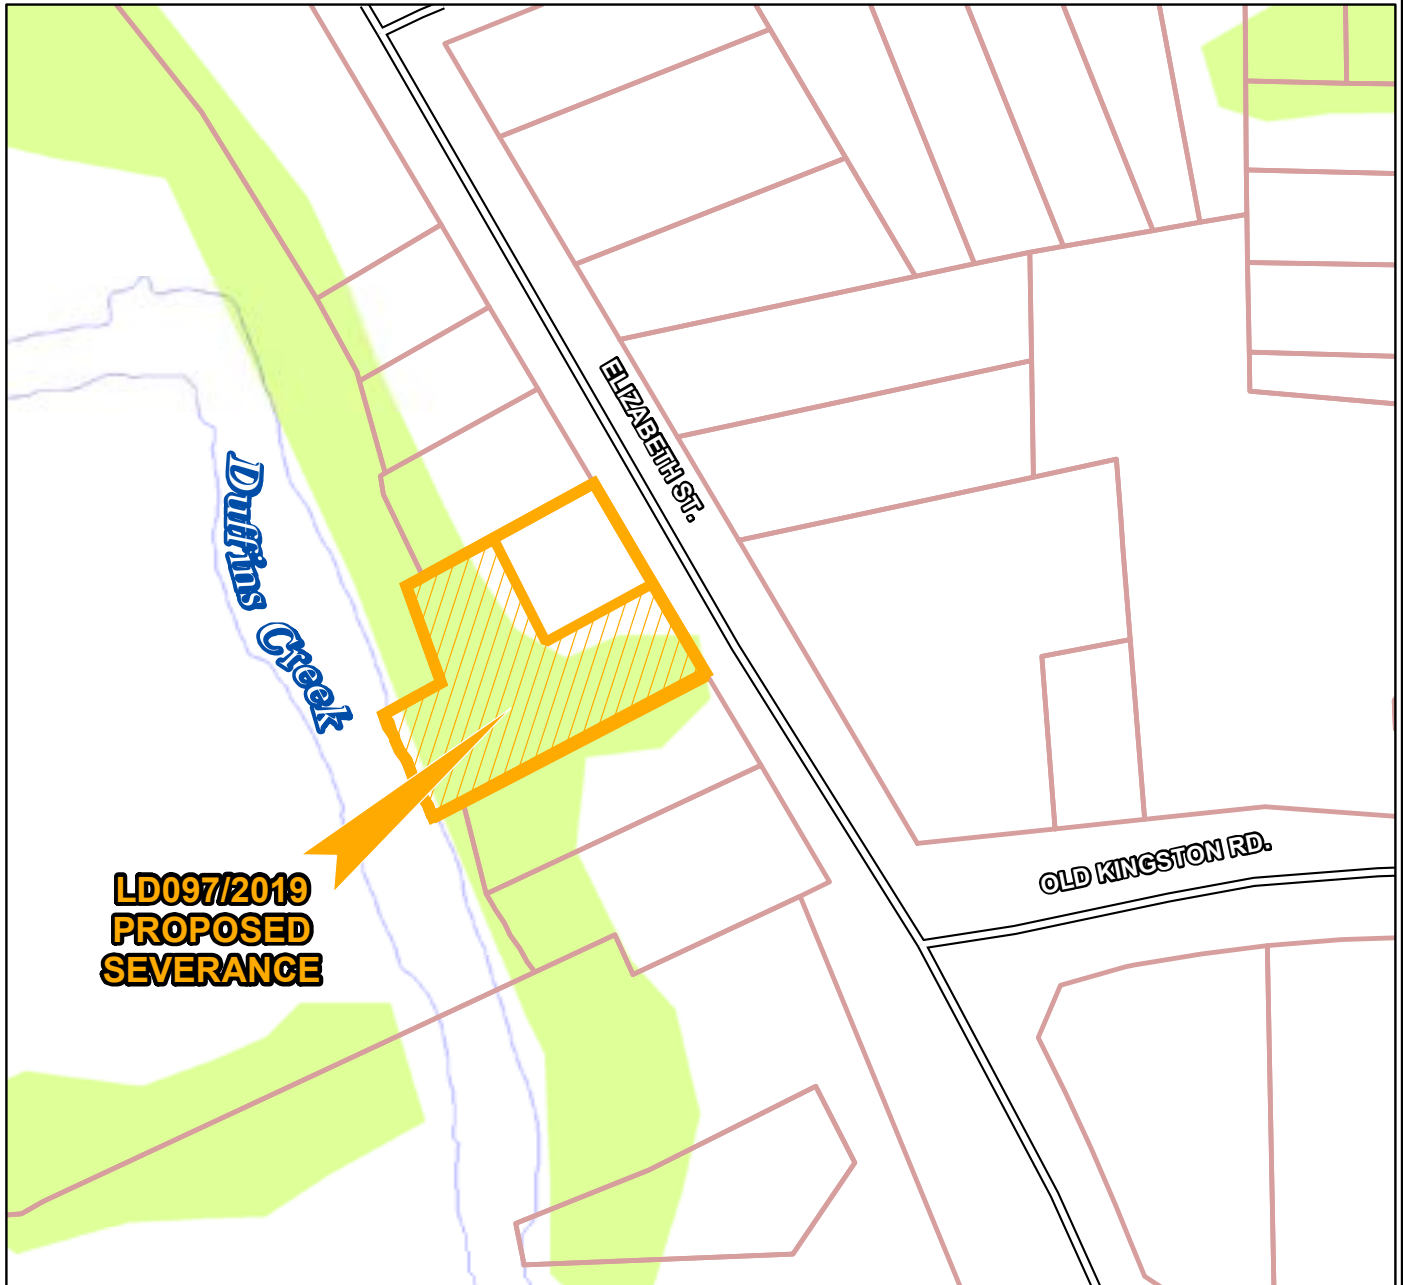 ELIZABETH ST.
Duffins Creek
OLD KINGSTON RD.
LD097/2019
PROPOSED
SEVERANCE